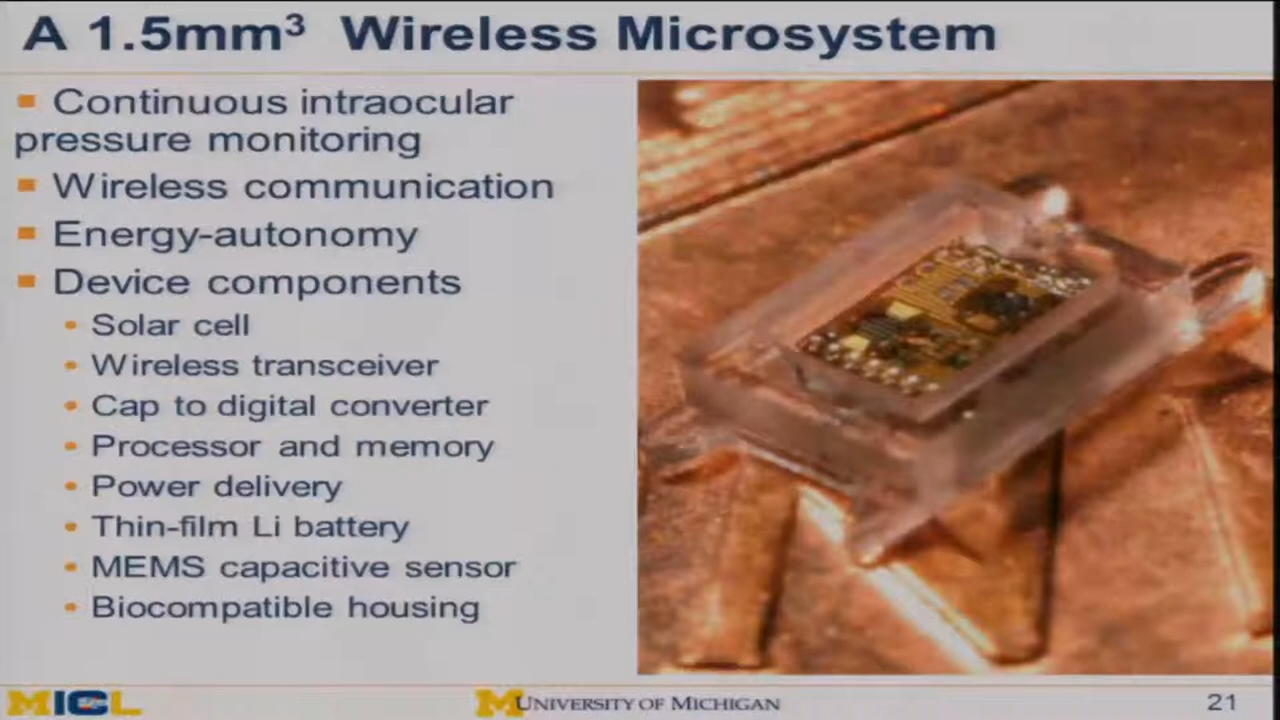 A 1.5mm³ Wireless Microsystem
Continuous intraocular
pressure monitoring
Wireless communication
Energy-autonomy
Device components
Solar cell
Wireless transceiver
Cap to digital converter
Processor and memory
Power delivery
Thin-film Li battery
MEMS capacitive sensor
Biocompatible housing
MICL
M UNIVERSITY OF MICHIGAN
21